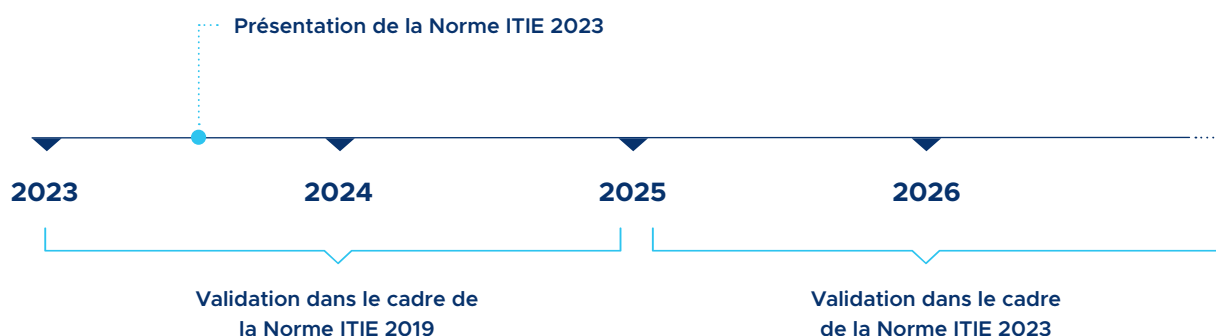 Présentation de la Norme ITIE 2023
2023 2024 2025 2026
Validation dans le cadre de
la Norme ITIE 2019
Validation dans le cadre
de la Norme ITIE 2023